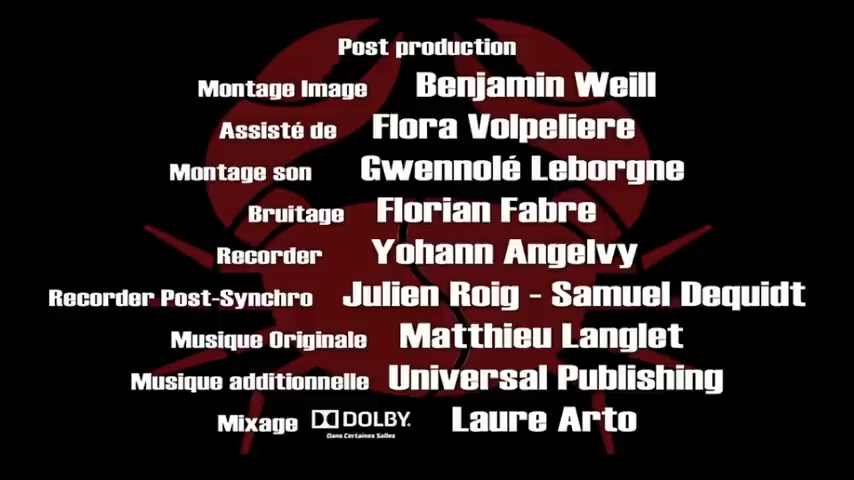 Post production
Montage Image Benjamin Weill
Assisté de Flora Volpeliere
Montage son Gwennolé Leborgne
Bruitage Florian Fabre
Recorder Yohann Angelvy
Recorder Post-Synchro Julien Roig - Samuel Dequidt
Musique Originale Matthieu Langlet
Musique additionnelle Universal Publishing
Mixage DOLBY. Laure Arto
Dans Certaines Salles